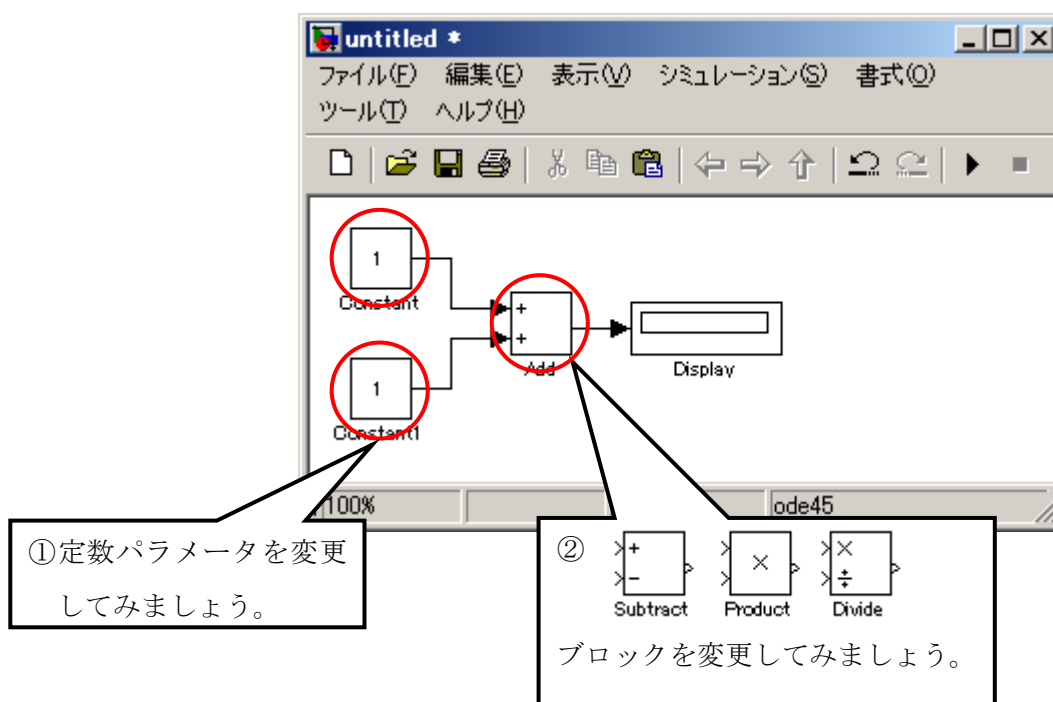 untitled *
ファイル(F) 編集(E) 表示(V) シミュレーション(S) 書式(O)
ツール(T) ヘルプ(H)
1
Constant
+
+
Add
Display
1
Constant1
100%
ode45
①定数パラメータを変更
してみましょう。
②
+
−
Subtract
×
Product
×
÷
Divide
ブロックを変更してみましょう。